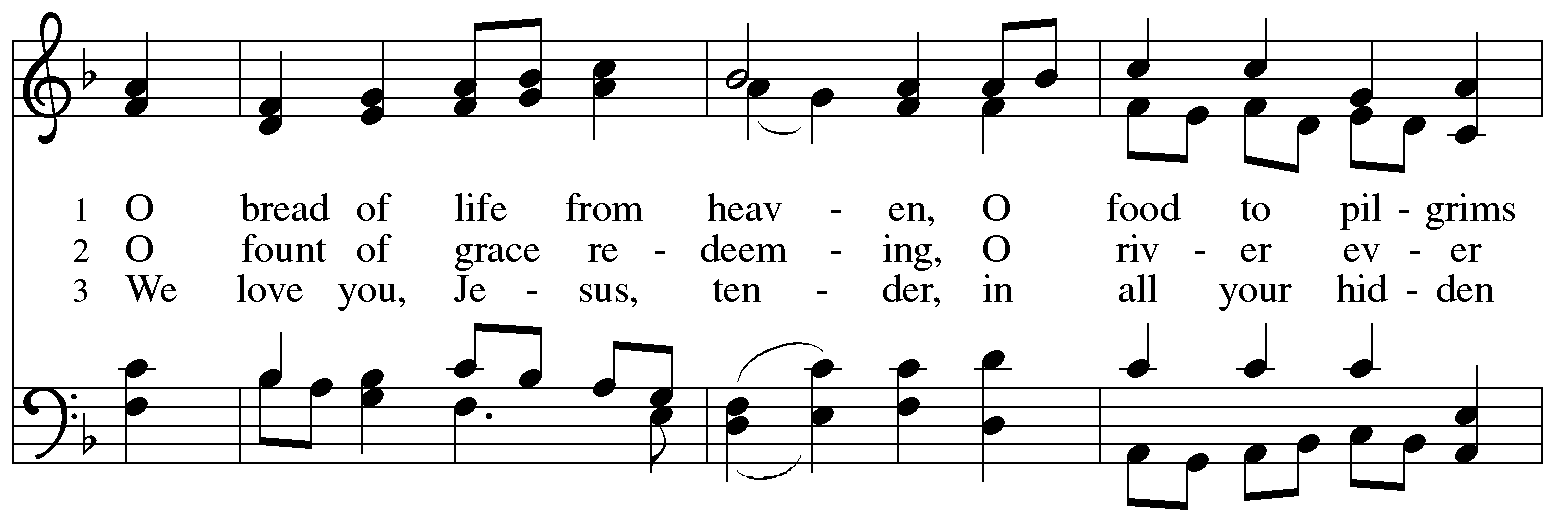 1 O bread of life from heav - en, O food to pil - grims
2 O fount of grace re - deem - ing, O riv - er ev - er
3 We love you, Je - sus, ten - der, in all your hid - den